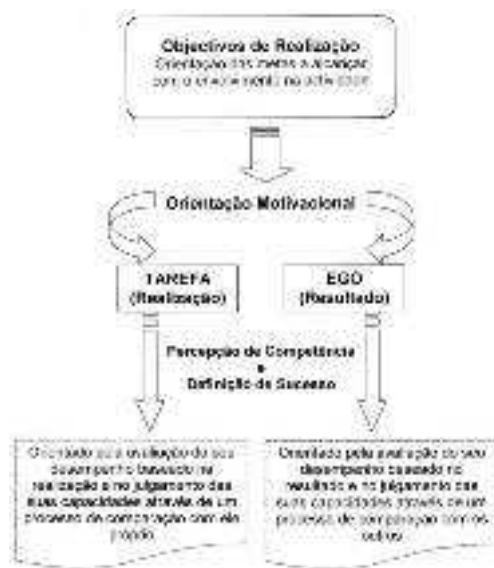 Objectivos de Realização
Orientação das metas a alcançar
com o envolvimento na actividade
Orientação Motivacional
TAREFA
(Realização)
EGO
(Resultado)
Percepção de Competência
e
Definição de Sucesso
Orientado pela avaliação do seu
desempenho baseado na
realização e no julgamento das
suas capacidades através de um
processo de comparação com ele
próprio
Orientado pela avaliação do seu
desempenho baseado no
resultado e no julgamento das
suas capacidades através de um
processo de comparação com os
outros